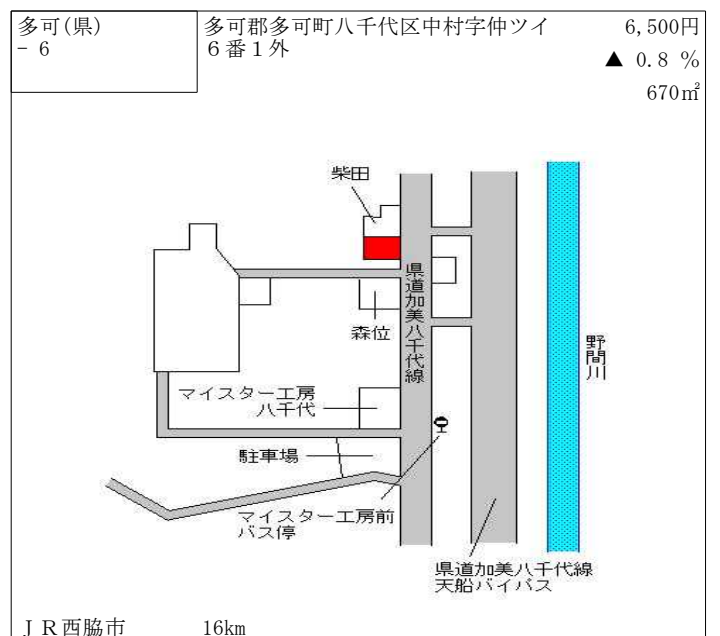 多可(県)
- 6
多可郡多可町八千代区中村字仲ツイ
６番１外
6,500円
▲ 0.8 %
670㎡
柴田
県道加美八千代線
森位
野間川
マイスター工房
八千代
駐車場
マイスター工房前
バス停
県道加美八千代線
天船バイパス
ＪＲ西脇市 16km